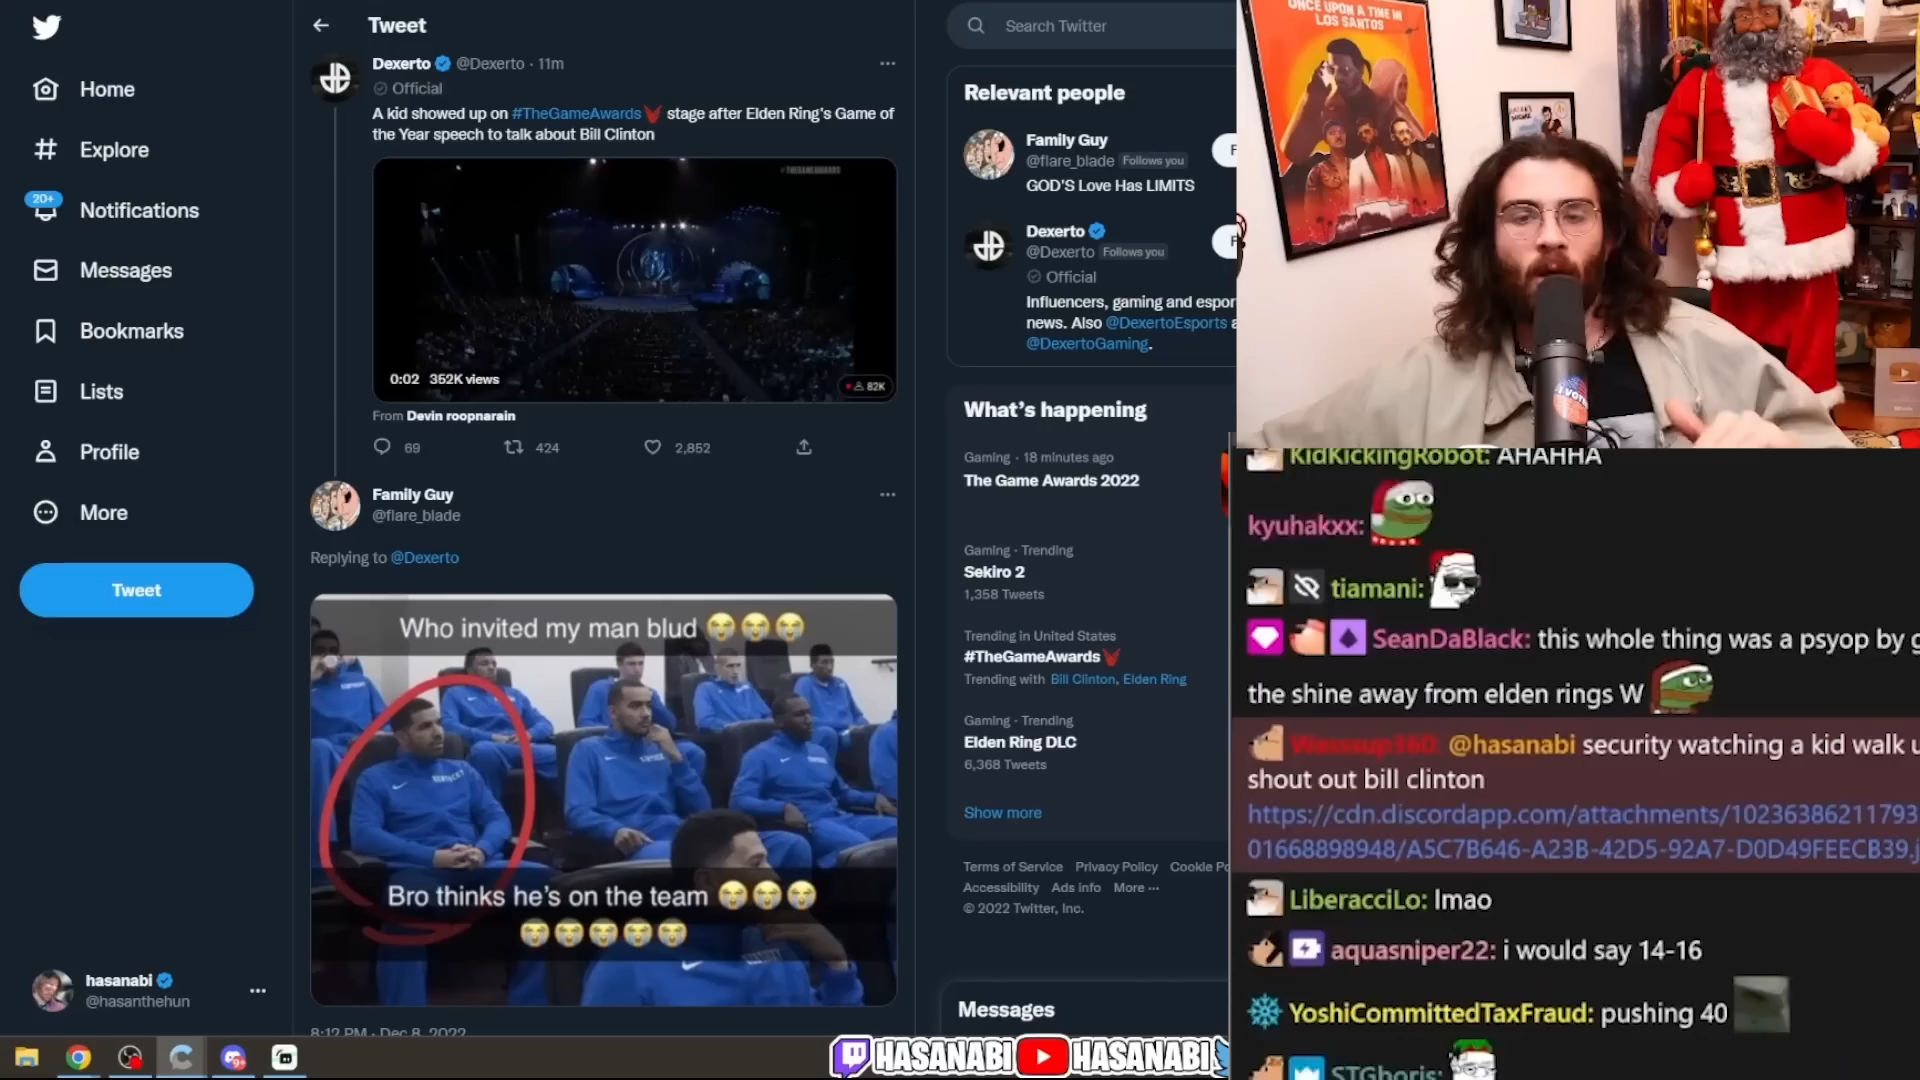 Home
Explore
20+
Notifications
Messages
Bookmarks
Lists
Profile
More
Tweet
hasanabi
@hasanthehun
Tweet
Dexerto @Dexerto · 11m
Official
A kid showed up on #TheGameAwards stage after Elden Ring's Game of
the Year speech to talk about Bill Clinton
#THEGAMEAWARDS
0:02 352K views
82K
From Devin roopnarain
69 424 2,852
Family Guy
@flare_blade
Replying to @Dexerto
Who invited my man blud 😭😭😭
Bro thinks he's on the team 😭😭😭
😭😭😭😭😭
8:12 PM · Dec 8, 2022
Search Twitter
Relevant people
Family Guy
@flare_blade Follows you
GOD'S Love Has LIMITS
Dexerto
@Dexerto Follows you
Official
Influencers, gaming and espor
news. Also @DexertoEsports
@DexertoGaming.
What's happening
Gaming · 18 minutes ago
The Game Awards 2022
Gaming · Trending
Sekiro 2
1,358 Tweets
Trending in United States
#TheGameAwards
Trending with Bill Clinton, Elden Ring
Gaming · Trending
Elden Ring DLC
6,368 Tweets
Show more
Terms of Service Privacy Policy Cookie Po
Accessibility Ads info More ···
© 2022 Twitter, Inc.
Messages
ONCE UPON A TIME IN
LOS SANTOS
KidKickingRobot: AHAHHA
kyuhakxx:
tiamani:
SeanDaBlack: this whole thing was a psyop by g
the shine away from elden rings W
Wasssup360: @hasanabi security watching a kid walk u
shout out bill clinton
https://cdn.discordapp.com/attachments/10236386211793
01668898948/A5C7B646-A23B-42D5-92A7-D0D49FEECB39.j
LiberacciLo: lmao
aquasniper22: i would say 14-16
YoshiCommittedTaxFraud: pushing 40
STGboris:
HASANABI HASANABI